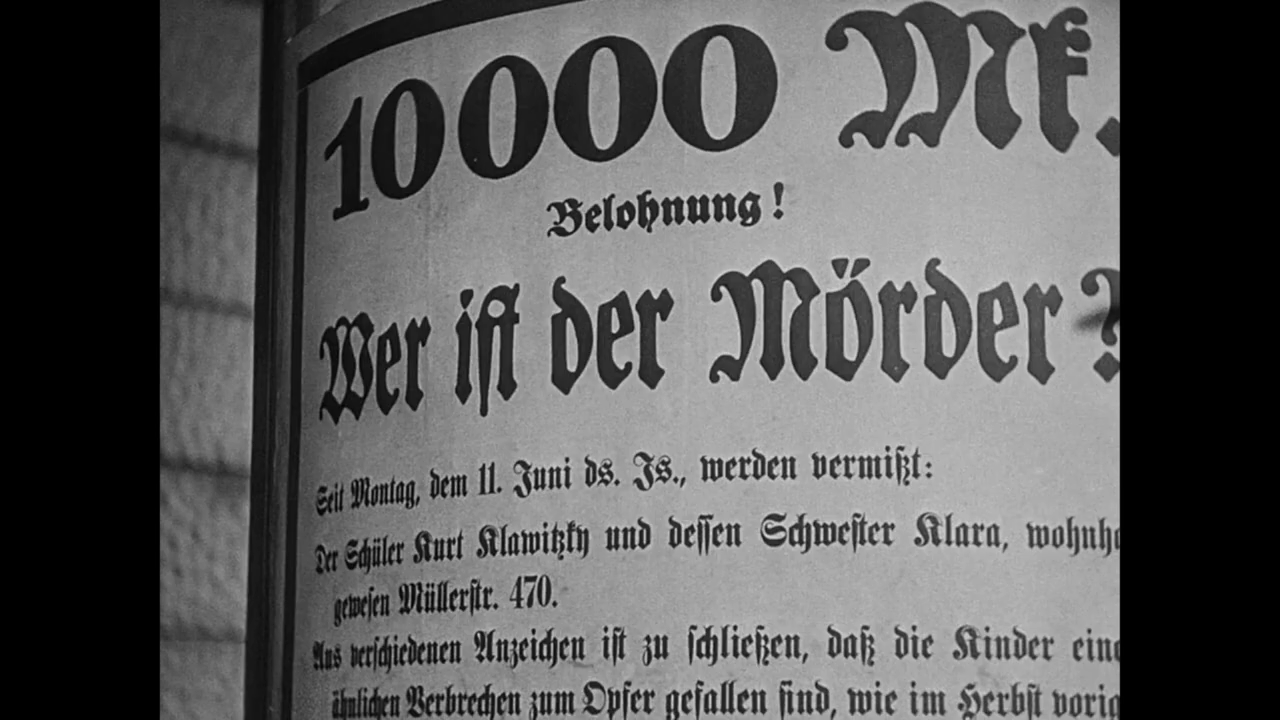 10000 Mk.
Belohnung!
Wer ist der Mörder?
Seit Montag, dem 11. Juni ds. Js., werden vermißt:
Der Schüler Kurt Klawitzky und dessen Schwester Klara, wohnha
gewesen Müllerstr. 470.
Aus verschiedenen Anzeichen ist zu schließen, daß die Kinder eine
ähnlichen Verbrechen zum Opfer gefallen sind, wie im Herbst vorig